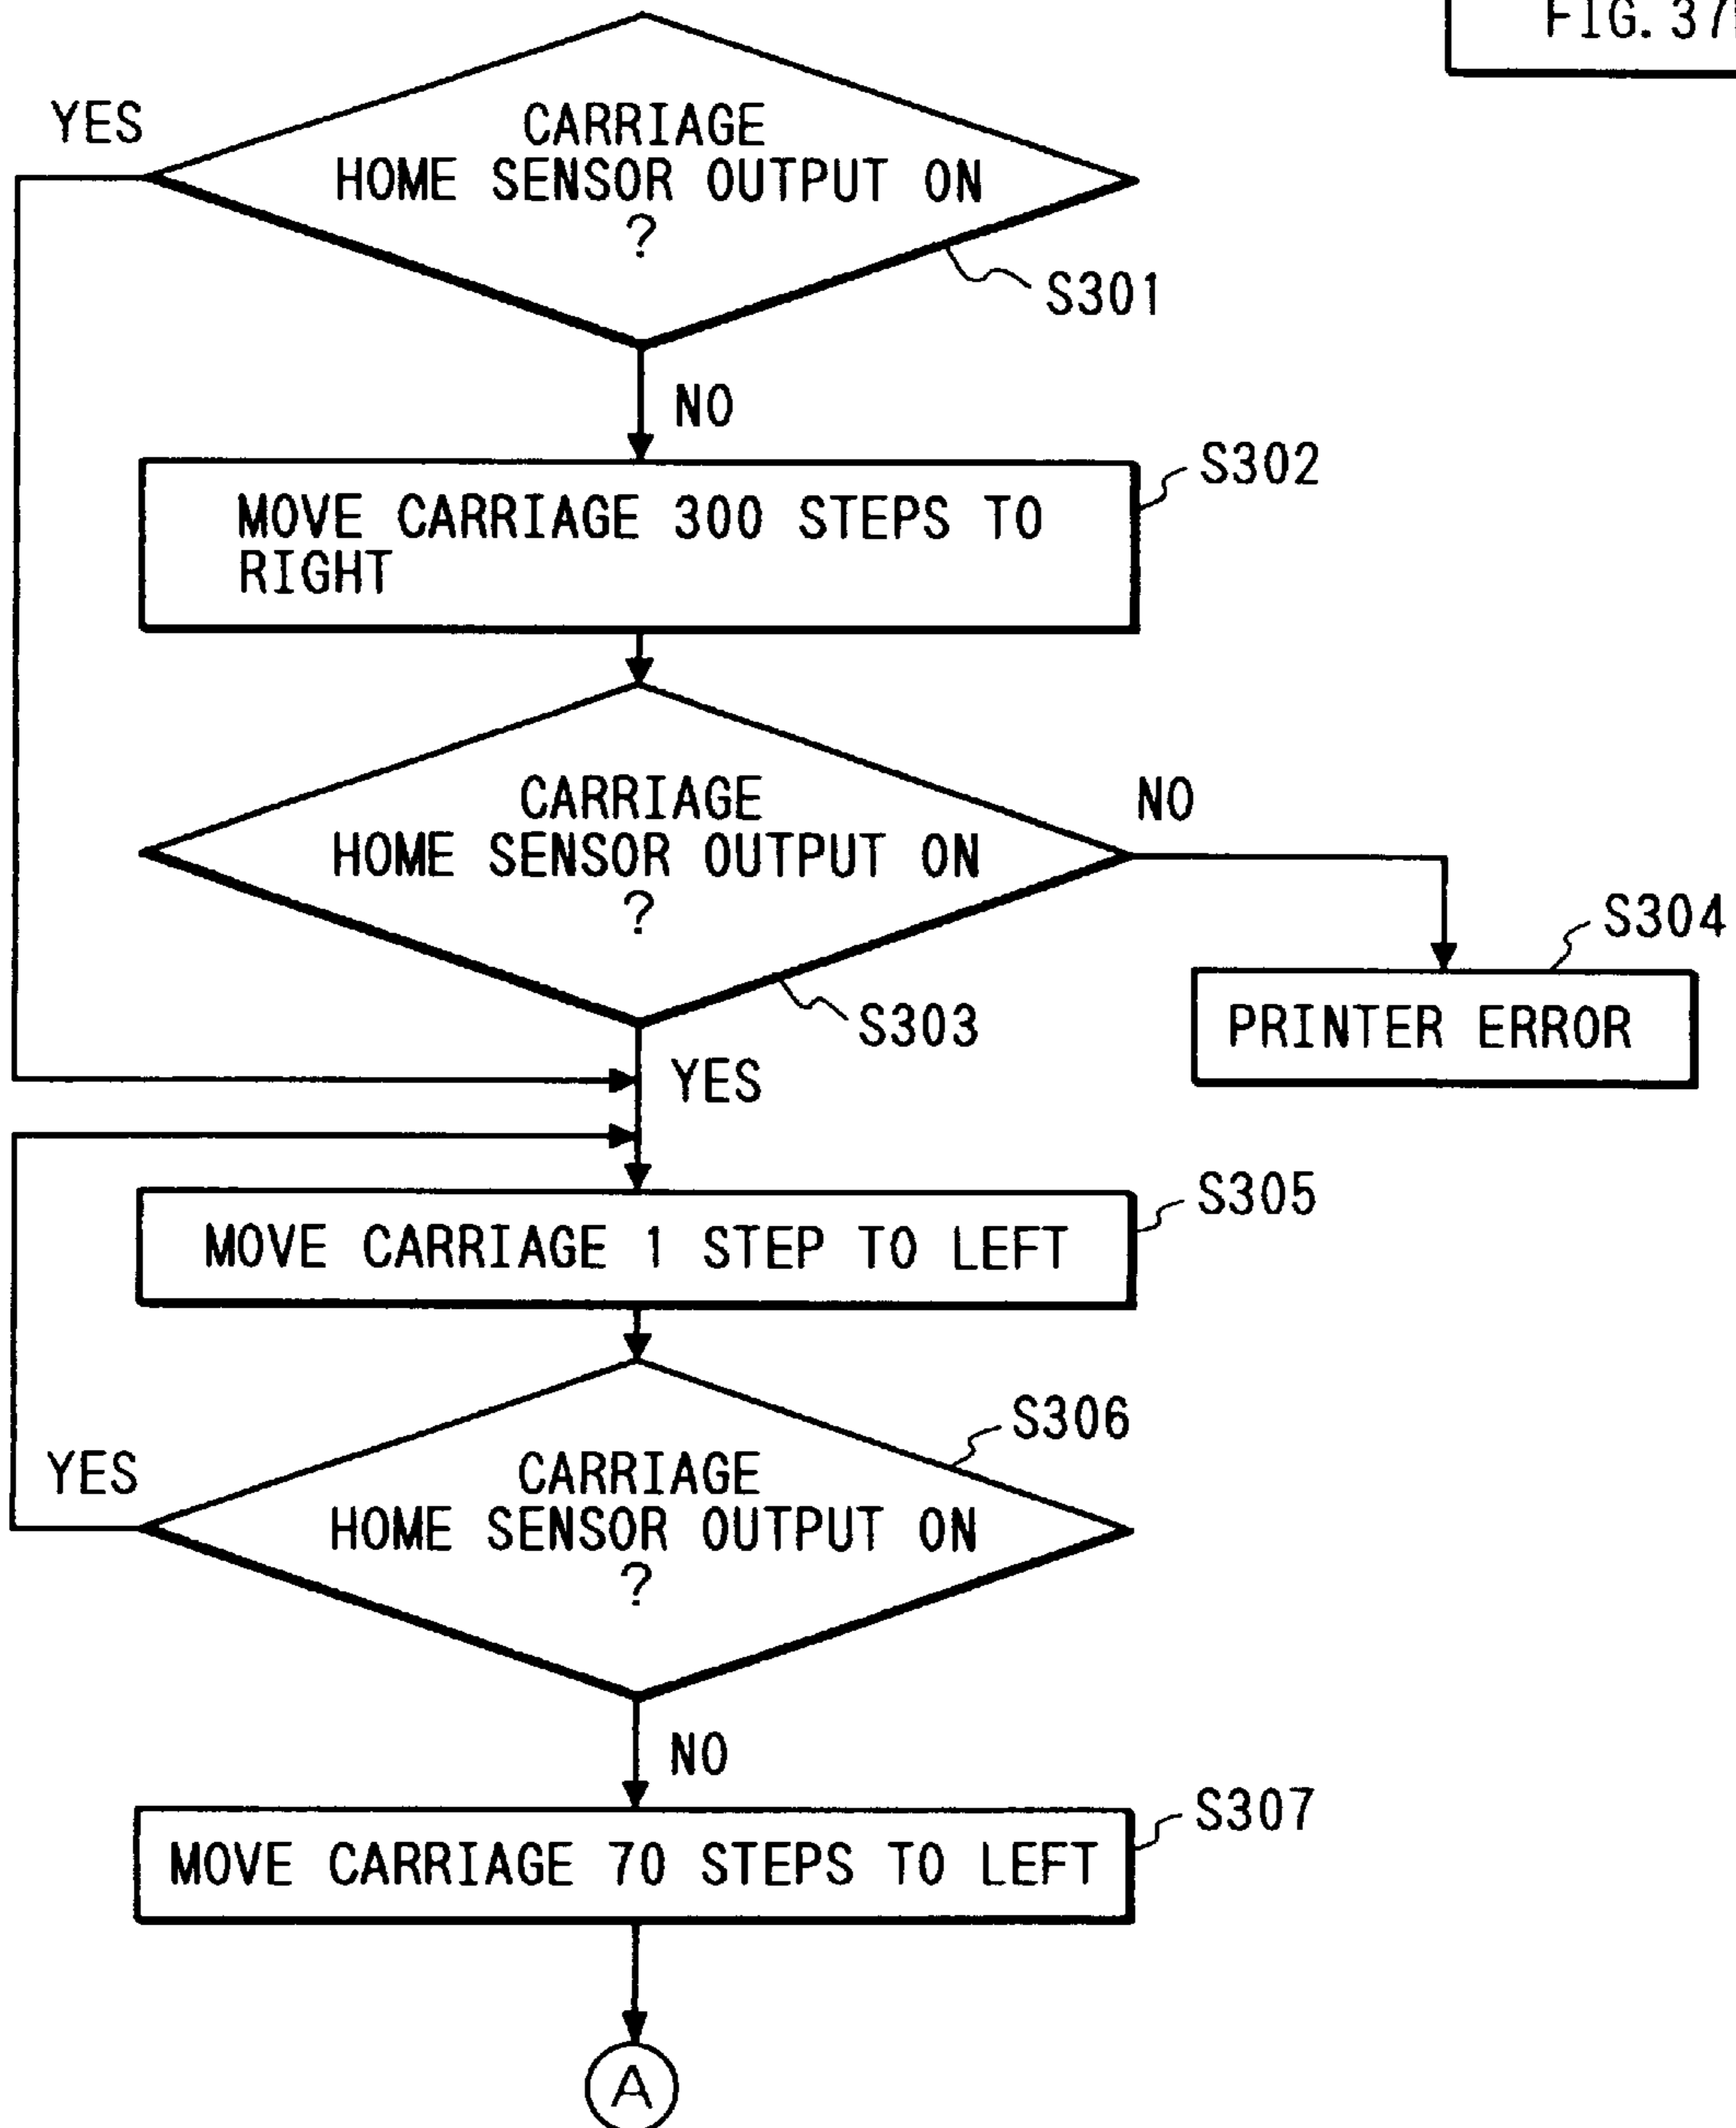 FIG. 37
YES
CARRIAGE
HOME SENSOR OUTPUT ON
?
S301
NO
S302
MOVE CARRIAGE 300 STEPS TO
RIGHT
CARRIAGE
HOME SENSOR OUTPUT ON
?
NO
S303
S304
PRINTER ERROR
YES
S305
MOVE CARRIAGE 1 STEP TO LEFT
S306
YES
CARRIAGE
HOME SENSOR OUTPUT ON
?
NO
S307
MOVE CARRIAGE 70 STEPS TO LEFT
A